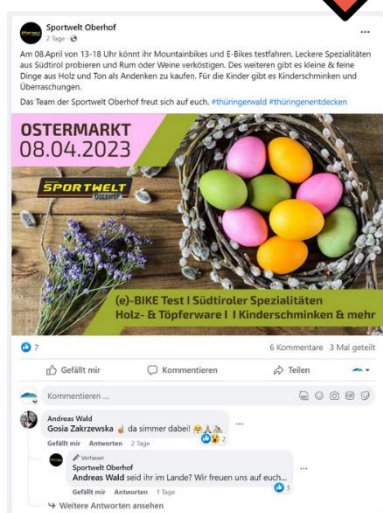 Sportwelt Oberhof
2 Tage
Am 08.April von 13-18 Uhr könnt ihr Mountainbikes und E-Bikes testfahren. Leckere Spezialitäten
aus Südtirol probieren und Rum oder Weine verköstigen. Des weiteren gibt es kleine & feine
Dinge aus Holz und Ton als Andenken zu kaufen. Für die Kinder gibt es Kinderschminken und
Überraschungen.
Das Team der Sportwelt Oberhof freut sich auf euch. #thüringerwald #thüringenentdecken
OSTERMARKT
08.04.2023
SPORTWELT
OBERHOF
(e)-BIKE Test I Südtiroler Spezialitäten
Holz- & Töpferware I I Kinderschminken & mehr
7
6 Kommentare 3 Mal geteilt
Gefällt mir Kommentieren Teilen
Kommentieren ...
Andreas Wald
Gosia Zakrzewska ☝ da simmer dabei!
2
Gefällt mir Antworten 2 Tage
Verfasser
Sportwelt Oberhof
Andreas Wald seid ihr im Lande? Wir freuen uns auf euch...
3
Gefällt mir Antworten 1 Tage
Weitere Antworten ansehen